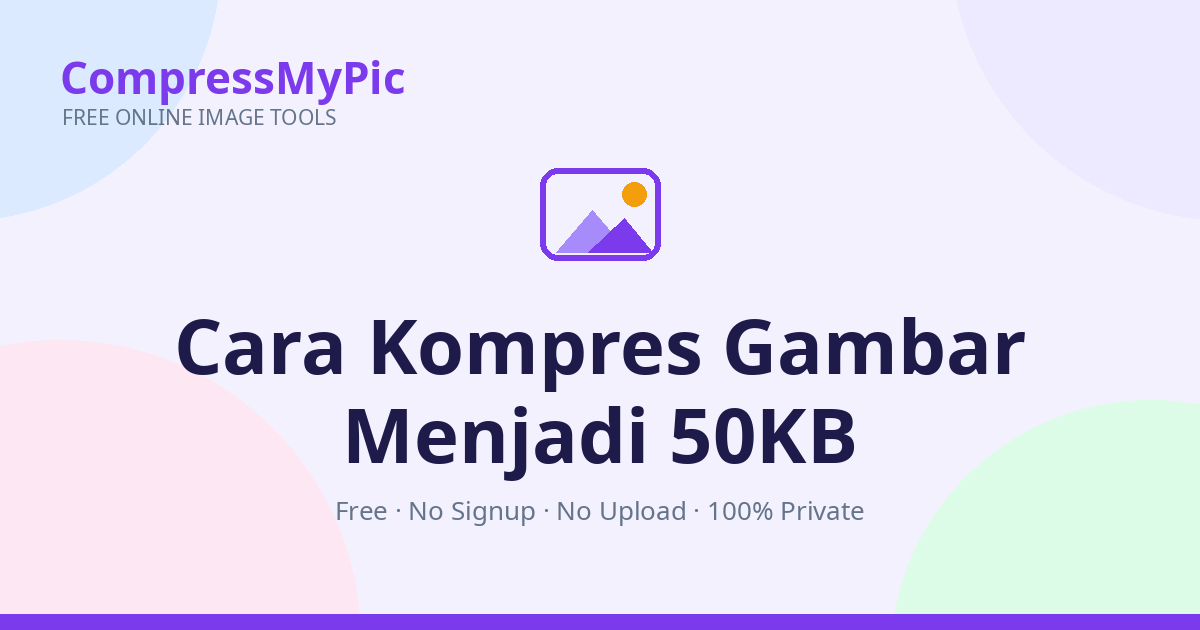 CompressMyPic
FREE ONLINE IMAGE TOOLS
Cara Kompres Gambar
Menjadi 50KB
Free · No Signup · No Upload · 100% Private